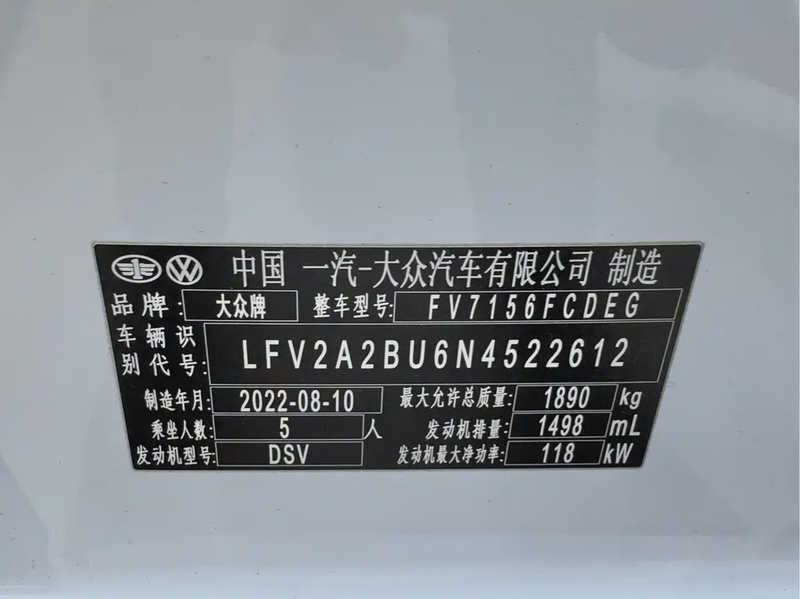 中国 一汽-大众汽车有限公司 制造
品牌: 大众牌 整车型号: FV7156FCDEG
车辆识别代号: LFV2A2BU6N4522612
制造年月: 2022-08-10 最大允许总质量: 1890 kg
乘坐人数: 5 人 发动机排量: 1498 mL
发动机型号: DSV 发动机最大净功率: 118 kW